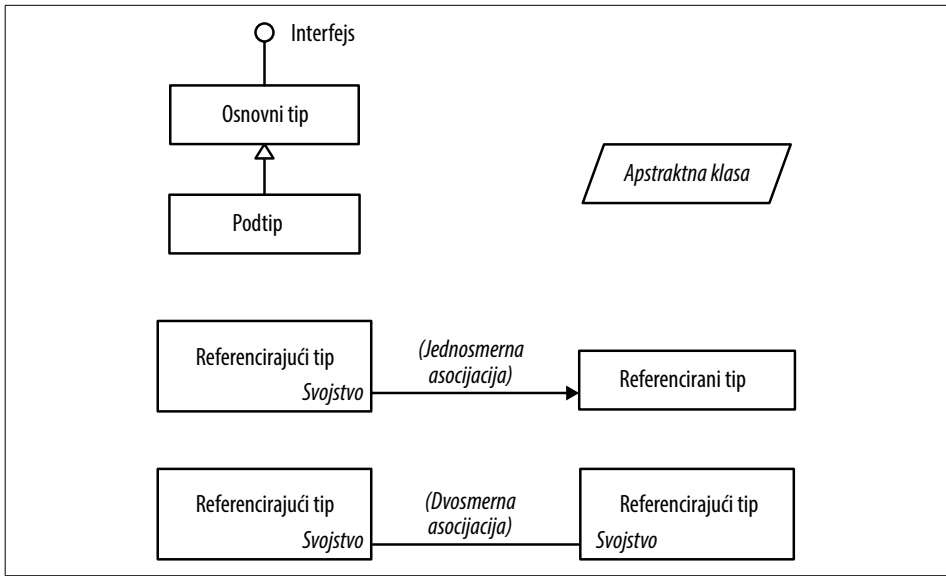 Interfejs
Osnovni tip
Apstraktna klasa
Podtip
Referencirajući tip
Svojstvo
(Jednosmerna
asocijacija)
Referencirani tip
Referencirajući tip
Svojstvo
(Dvosmerna
asocijacija)
Referencirajući tip
Svojstvo